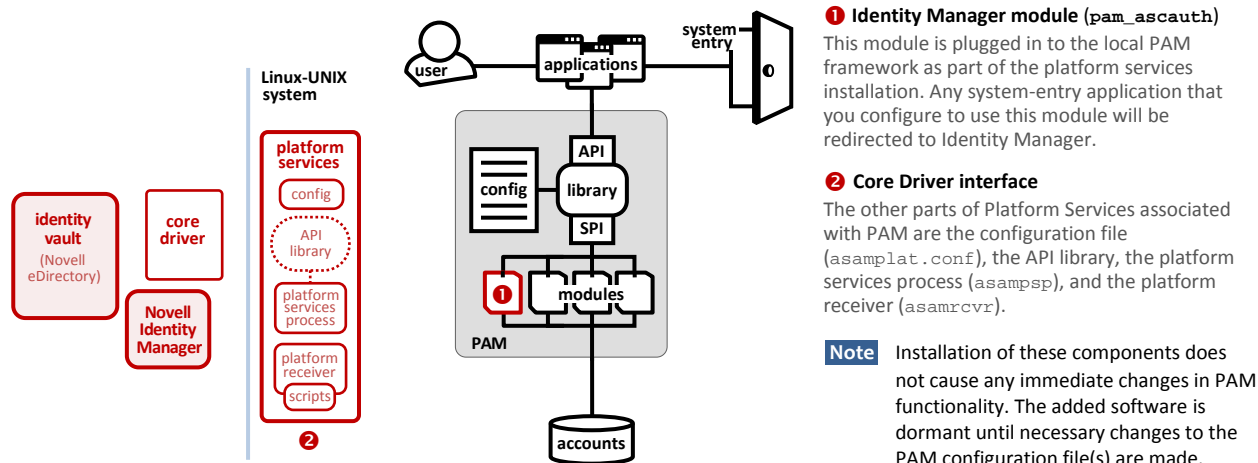 identity
vault
(Novell
eDirectory)
core
driver
Novell
Identity
Manager
Linux-UNIX
system
platform
services
config
API
library
platform
services
process
platform
receiver
scripts
❷
user
applications
system
entry
API
config
library
SPI
❶
modules
PAM
accounts
❶ Identity Manager module (pam_ascauth)
This module is plugged in to the local PAM
framework as part of the platform services
installation. Any system-entry application that
you configure to use this module will be
redirected to Identity Manager.
❷ Core Driver interface
The other parts of Platform Services associated
with PAM are the configuration file
(asamplat.conf), the API library, the platform
services process (asampsp), and the platform
receiver (asamrcvr).
Note Installation of these components does
not cause any immediate changes in PAM
functionality. The added software is
dormant until necessary changes to the
PAM configuration file(s) are made.